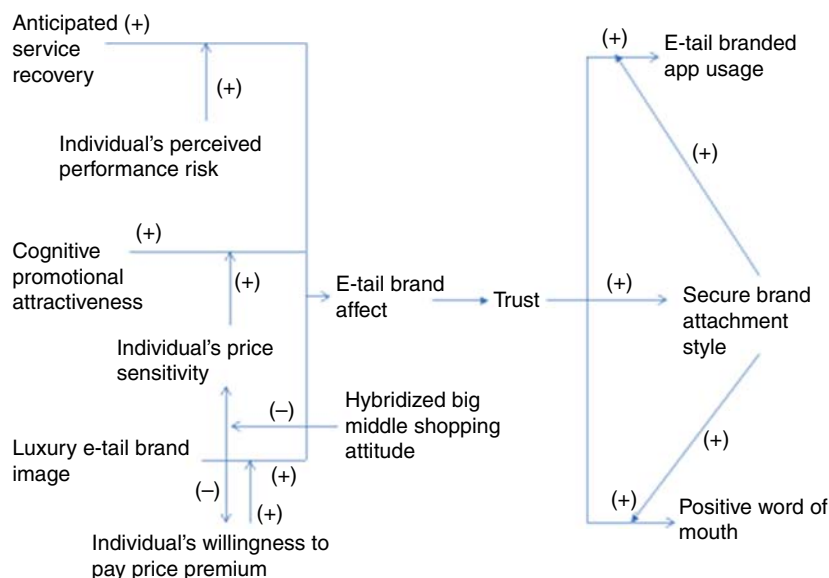 Anticipated (+)
service
recovery
(+)
Individual's perceived
performance risk
(+)
Cognitive
promotional
attractiveness
(+)
Individual's price
sensitivity
(–)
Hybridized big
middle shopping
attitude
Luxury e-tail brand
image
(+)
(–)
(+)
Individual's willingness to
pay price premium
E-tail brand
affect
Trust
(+)
E-tail branded
app usage
(+)
(+)
Secure brand
attachment
style
(+)
(+)
Positive word of
mouth